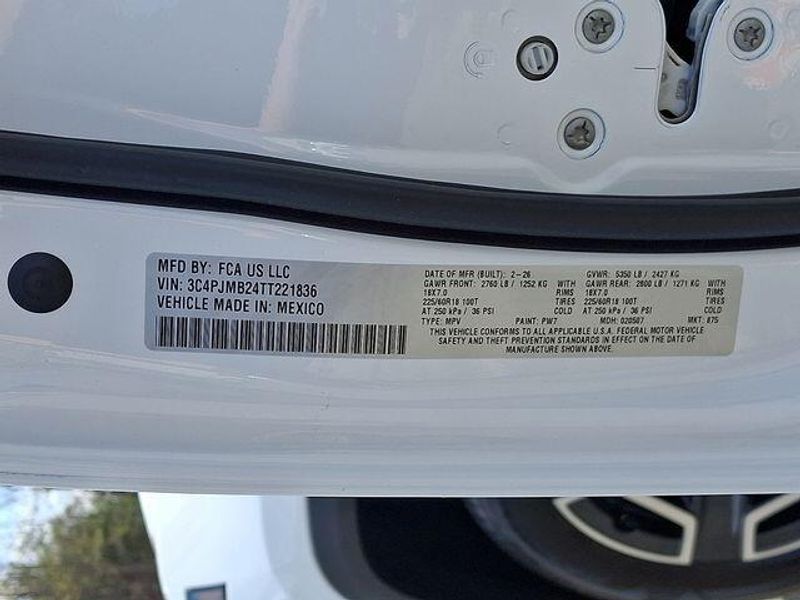 MFD BY: FCA US LLC
VIN: 3C4PJMB24TT221836
VEHICLE MADE IN: MEXICO
DATE OF MFR (BUILT): 2-26 GVWR: 5350 LB / 2427 KG
GAWR FRONT: 2760 LB / 1252 KG GAWR REAR: 2800 LB / 1271 KG
18X7.0 RIMS 18X7.0 RIMS
225/60R18 100T TIRES 225/60R18 100T TIRES
AT 250 kPa / 36 PSI COLD AT 250 kPa / 36 PSI COLD
TYPE: MPV PAINT: PW7 MDH: 020507 MKT: 875
THIS VEHICLE CONFORMS TO ALL APPLICABLE U.S.A. FEDERAL MOTOR VEHICLE
SAFETY AND THEFT PREVENTION STANDARDS IN EFFECT ON THE DATE OF
MANUFACTURE SHOWN ABOVE.